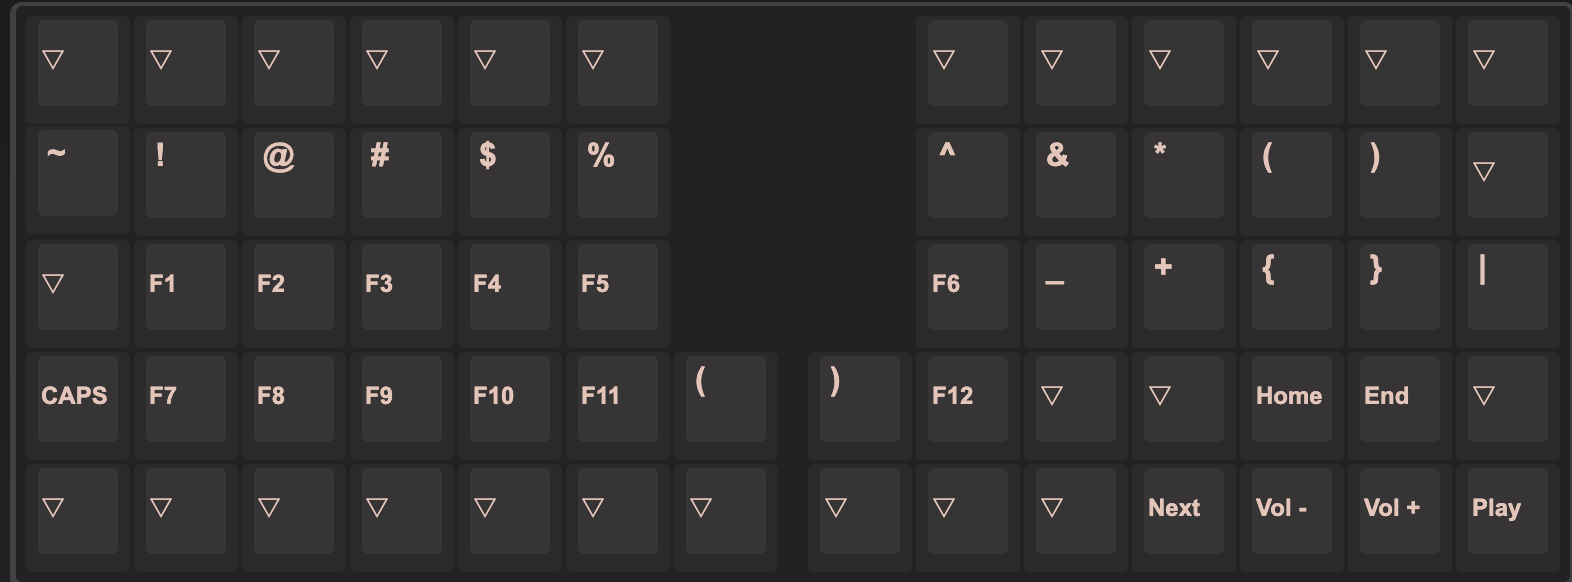 ▽ ▽ ▽ ▽ ▽ ▽ ▽ ▽ ▽ ▽ ▽ ▽
~ ! @ # $ % ^ & * ( ) ▽
▽ F1 F2 F3 F4 F5 F6 _ + { } |
CAPS F7 F8 F9 F10 F11 ( ) F12 ▽ ▽ Home End ▽
▽ ▽ ▽ ▽ ▽ ▽ ▽ ▽ ▽ ▽ Next Vol - Vol + Play